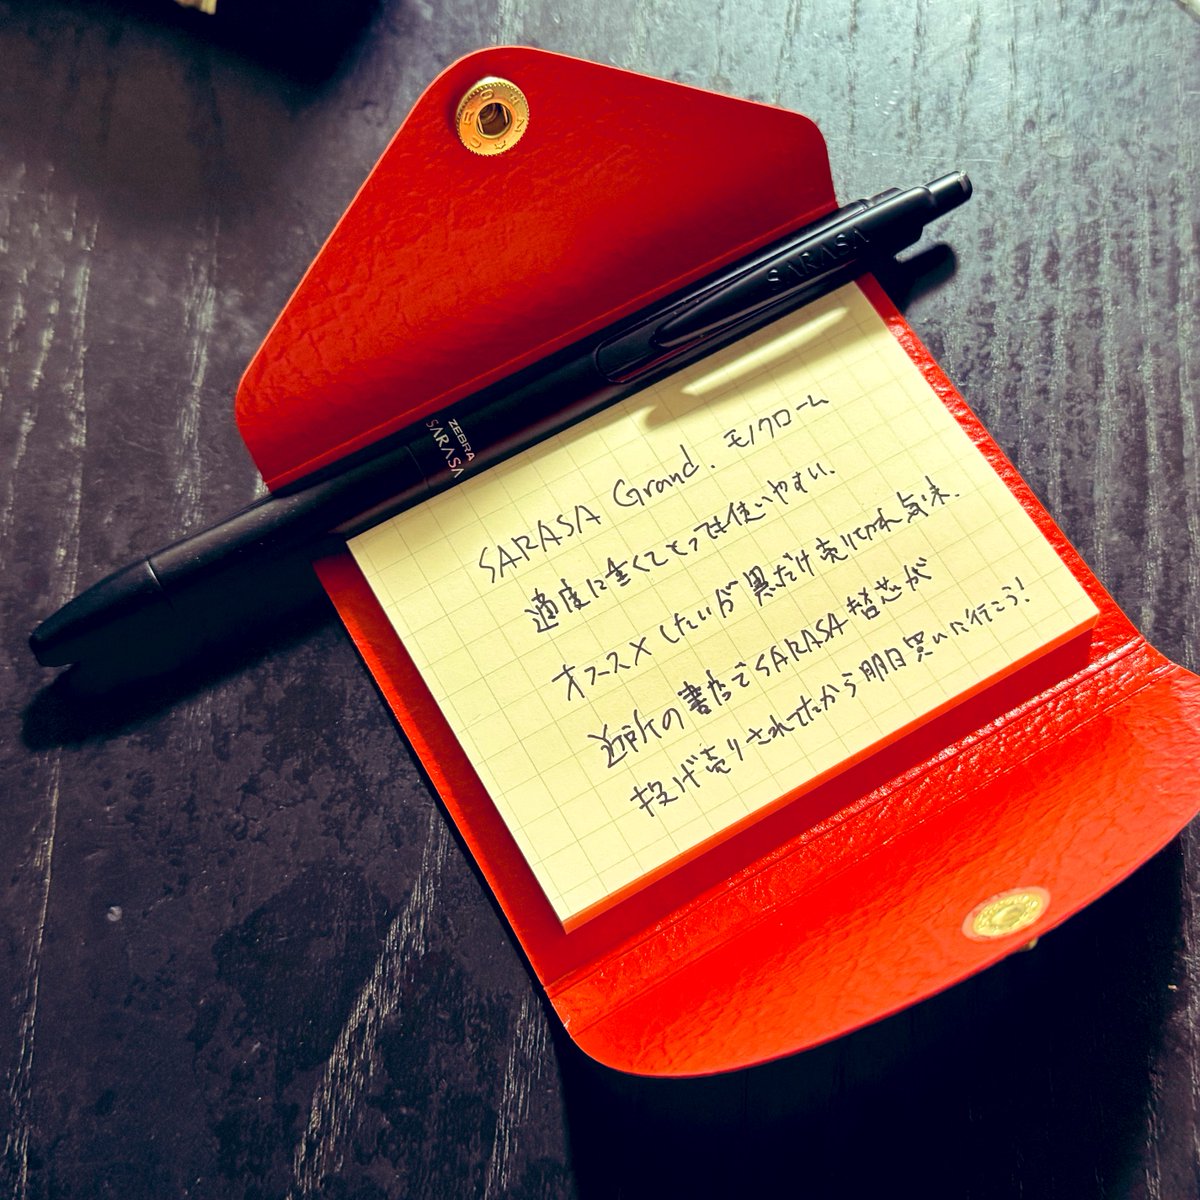 SARASA
ZEBRA
SARASA
SARASA Grand. モノクローム
適度に重くてとっても使いやすい.
オススメしたいが黒だけ売り切れ気味.
近所の書店でSARASA替芯が
投げ売りされてたから明日買いに行こう!